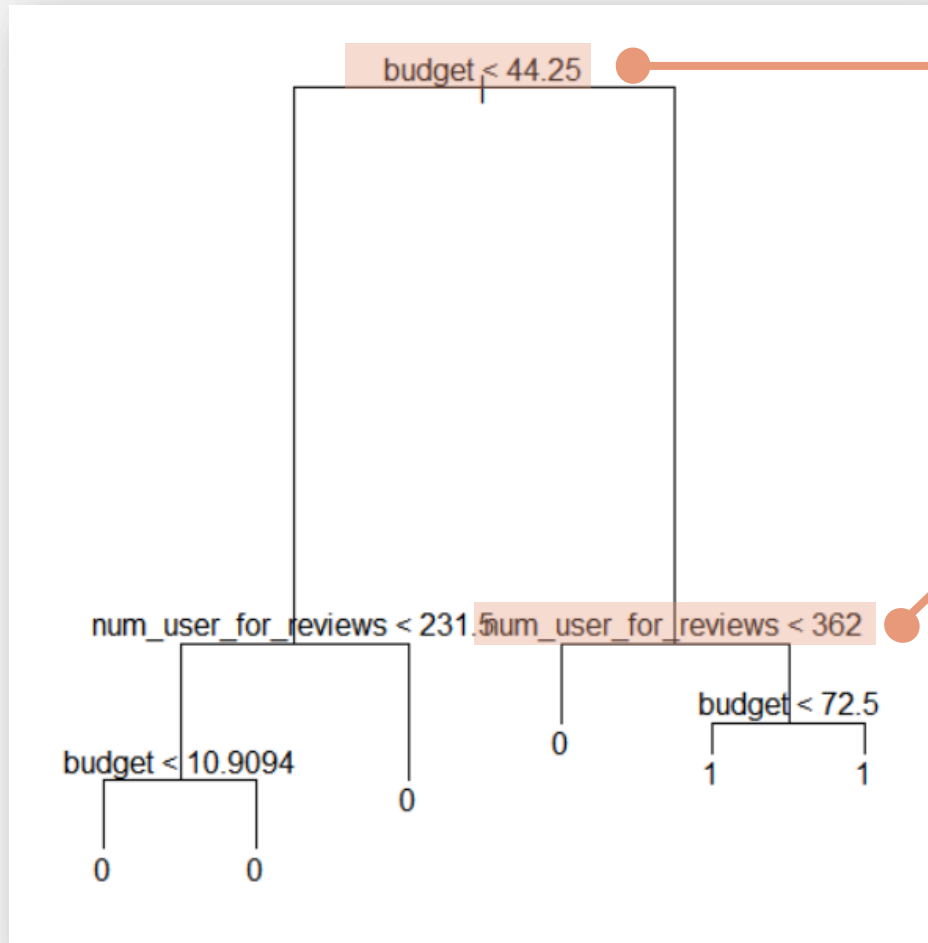 budget < 44.25
num_user_for_reviews < 231.5
num_user_for_reviews < 362
budget < 72.5
0
1
1
budget < 10.9094
0
0
0